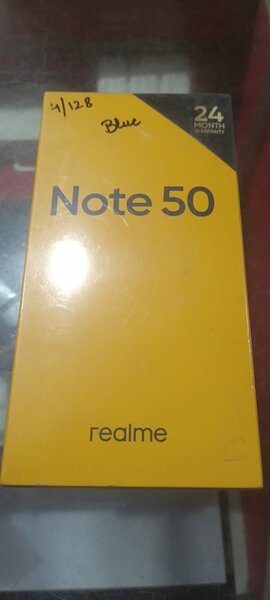 4/128
Blue
24
MONTH
WARRANTY
Note 50
realme